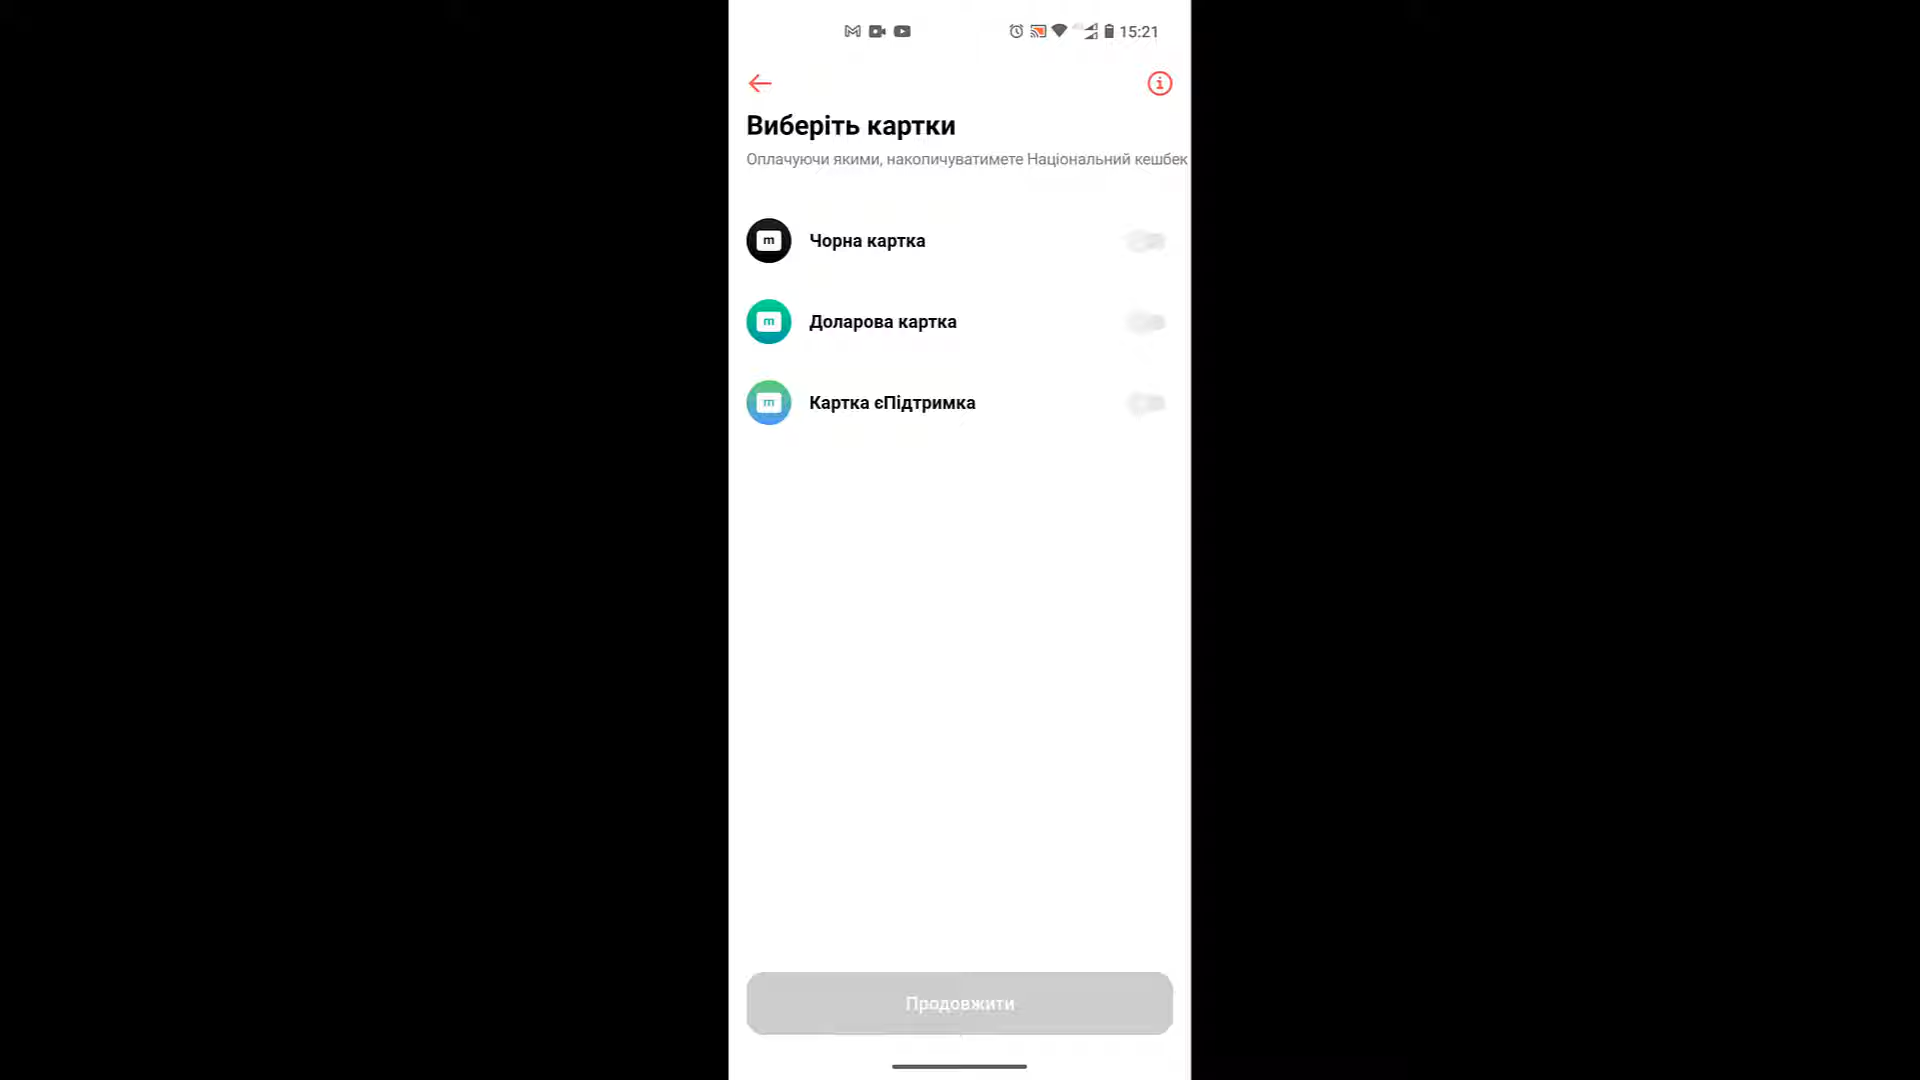 15:21
Виберіть картки
Оплачуючи якими, накопичуватимете Національний кешбек
m Чорна картка
m Доларова картка
m Картка єПідтримка
Продовжити